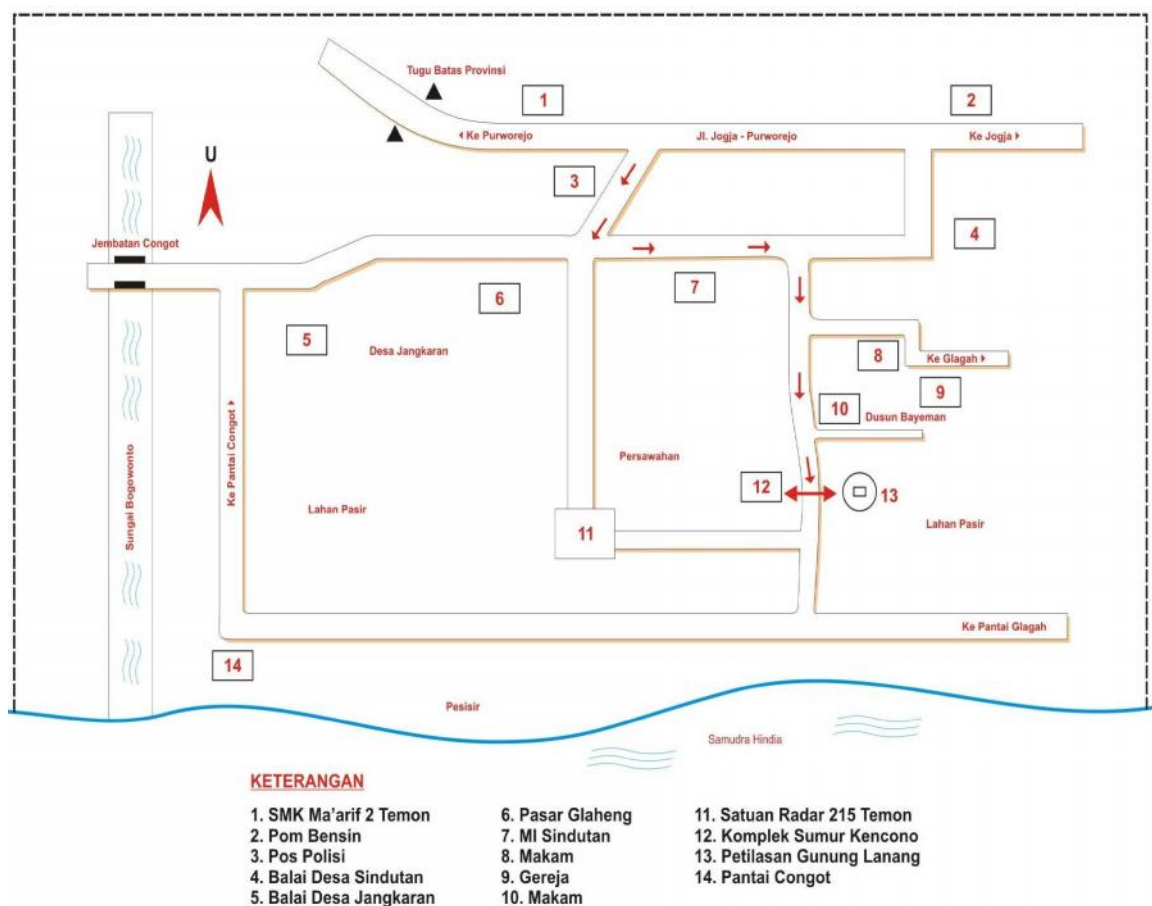 Tugu Batas Provinsi
1
2
Ke Purworejo
Jl. Jogja - Purworejo
Ke Jogja
3
U
4
Jembatan Congot
7
6
5
Desa Jangkaran
8
Ke Glagah
9
10
Dusun Bayeman
Ke Pantai Congot
Sungai Bogowonto
Persawahan
12
13
Lahan Pasir
11
Lahan Pasir
Ke Pantai Glagah
14
Pesisir
Samudra Hindia
KETERANGAN
1. SMK Ma'arif 2 Temon
2. Pom Bensin
3. Pos Polisi
4. Balai Desa Sindutan
5. Balai Desa Jangkaran
6. Pasar Glaheng
7. MI Sindutan
8. Makam
9. Gereja
10. Makam
11. Satuan Radar 215 Temon
12. Komplek Sumur Kencono
13. Petilasan Gunung Lanang
14. Pantai Congot